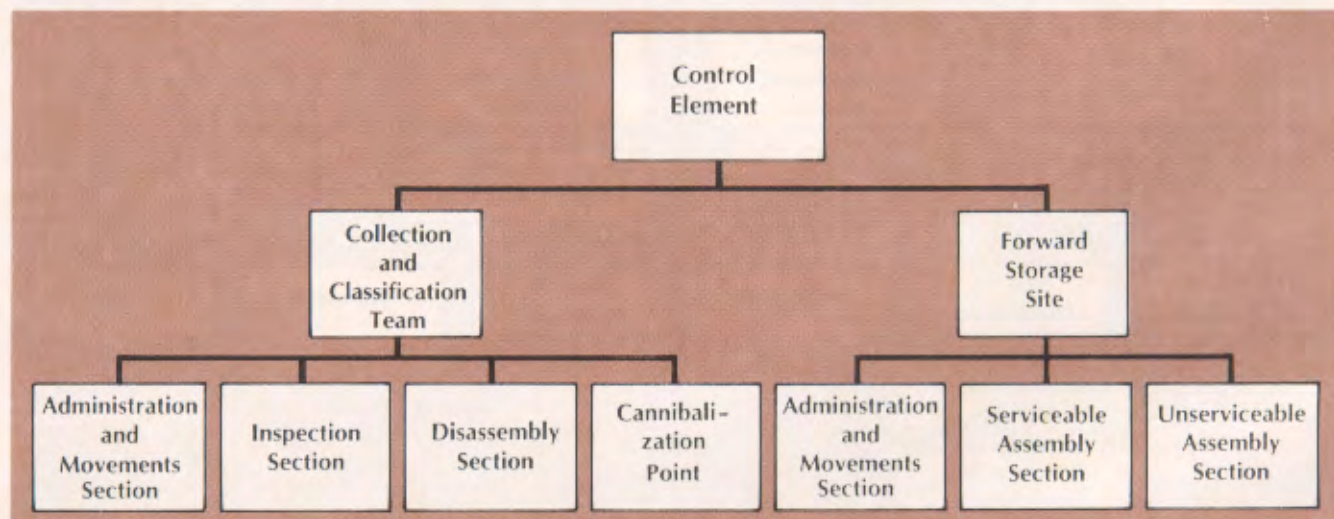 Control
Element
Collection
and
Classification
Team
Forward
Storage
Site
Administration
and
Movements
Section
Inspection
Section
Disassembly
Section
Cannibali-
zation
Point
Administration
and
Movements
Section
Serviceable
Assembly
Section
Unserviceable
Assembly
Section